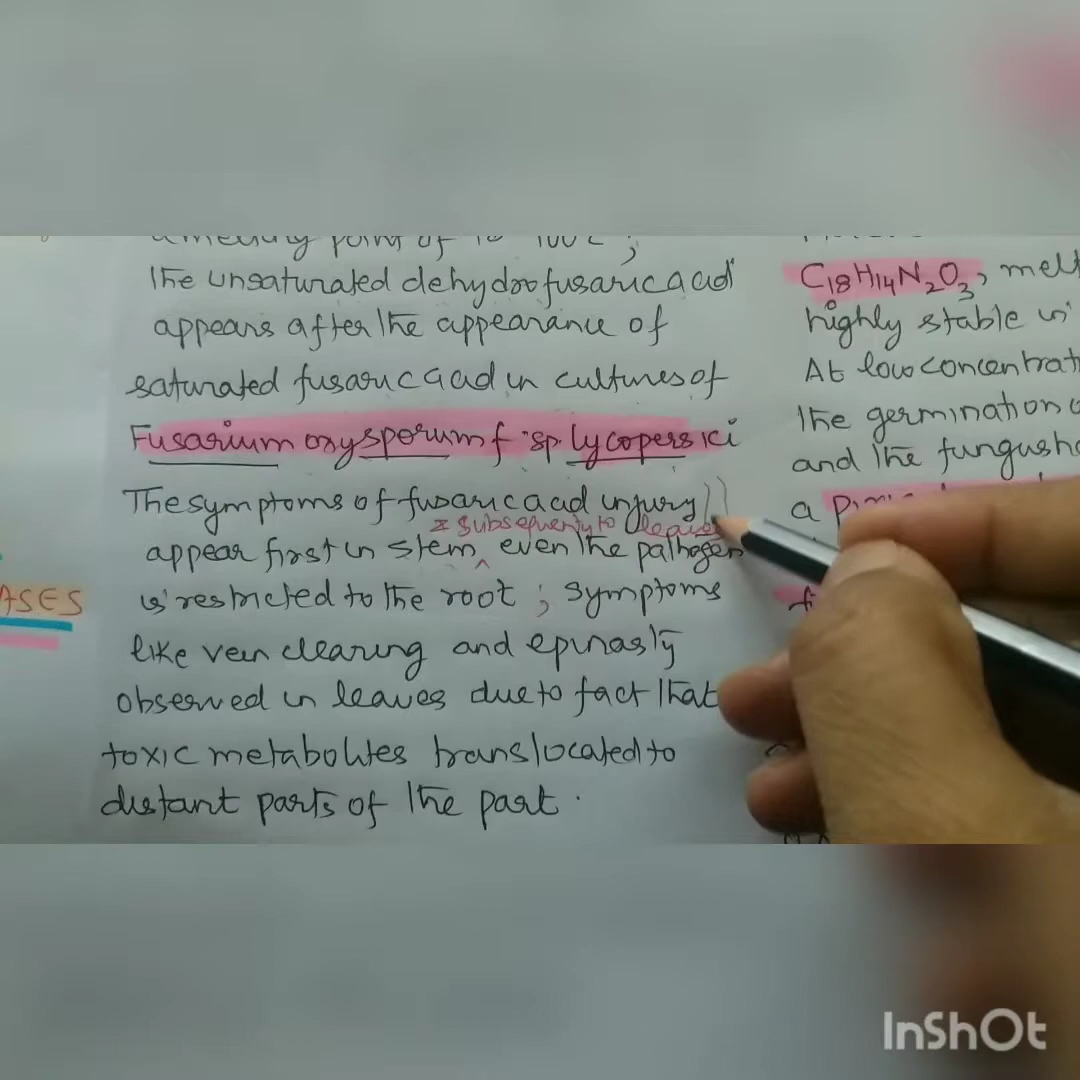 the unsaturated dehydrofusaric acid
appears after the appearance of
saturated fusaric acid in cultures of
Fusarium oxysporum f. sp. lycopersici
The symptoms of fusaric acid injury
& subsequently to leaves
appear first in stem ^ even the pathogen
is restricted to the root ; symptoms
like vein clearing and epinasty
observed in leaves due to fact that
toxic metabolites translocated to
distant parts of the part .
ASES
C18H14N2O3, melt
highly stable in
At low concentrat
the germination
and the fungus
a
InShOt